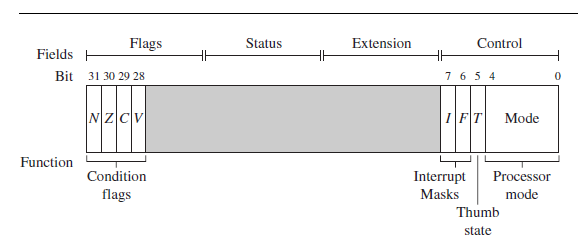 Fields Flags Status Extension Control
Bit 31 30 29 28 7 6 5 4 0
N Z C V I F T Mode
Function
Condition Interrupt Processor
flags Masks mode
Thumb
state